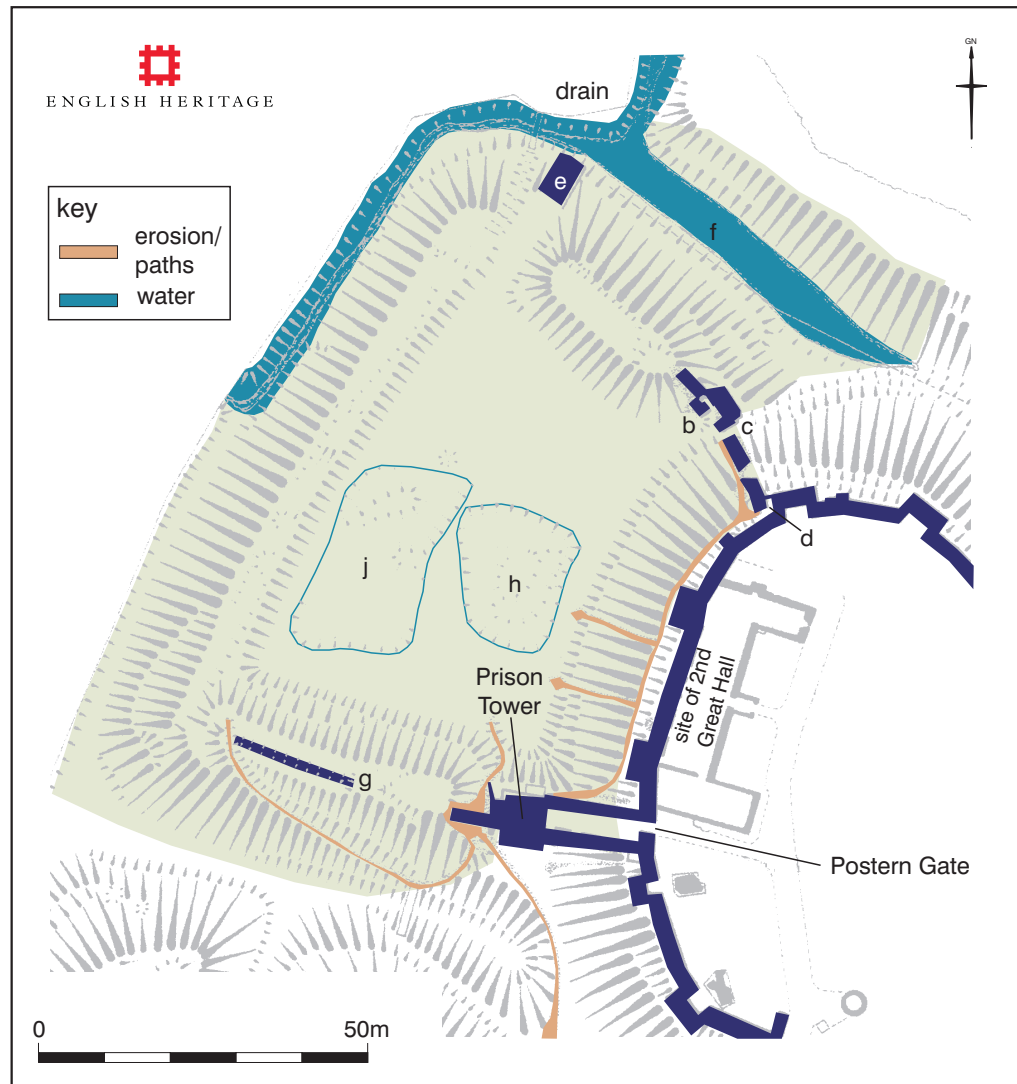 GN
ENGLISH HERITAGE
drain
key
erosion/
paths
water
e
f
b
c
d
j
h
Prison
Tower
site of 2nd
Great Hall
g
Postern Gate
0
50m